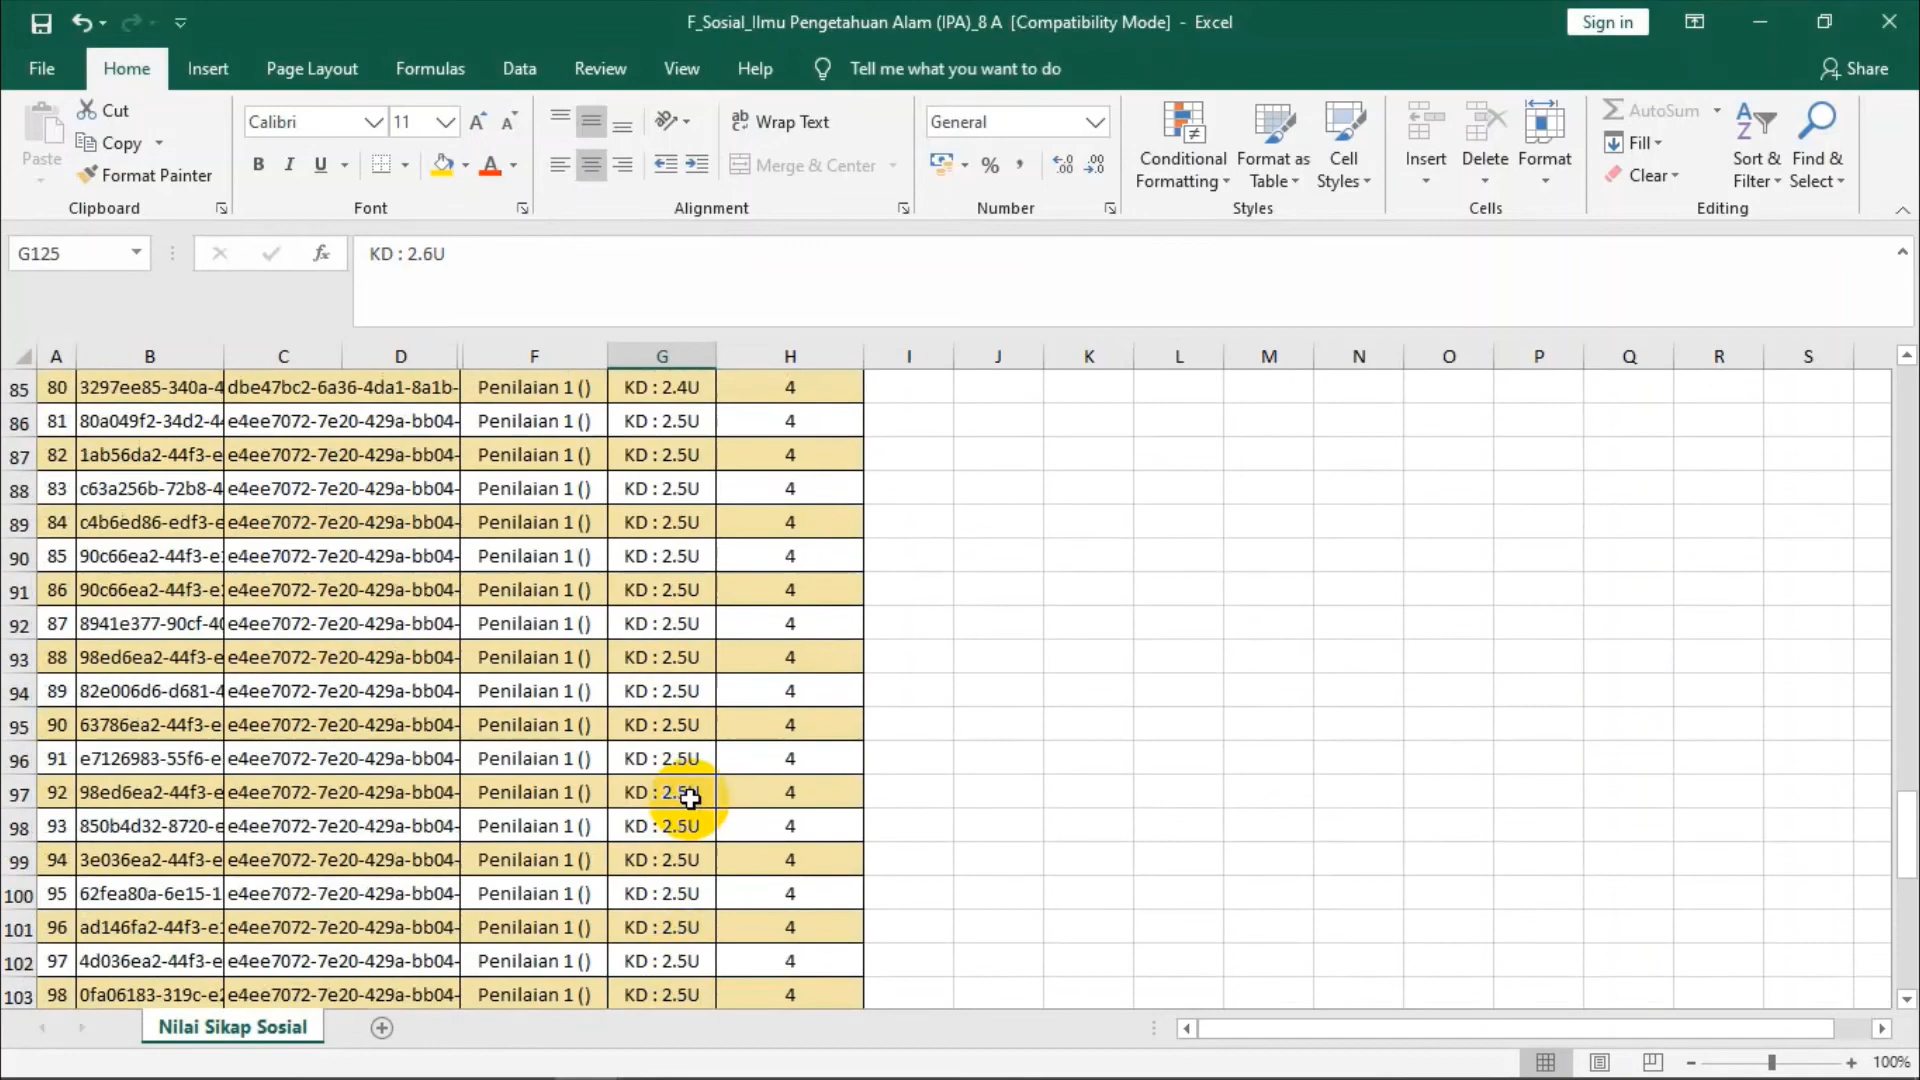 F_Sosial_Ilmu Pengetahuan Alam (IPA)_8 A [Compatibility Mode] - Excel
Sign in
File Home Insert Page Layout Formulas Data Review View Help Tell me what you want to do Share
Paste Cut Copy Format Painter
Calibri 11
B I U A
ab Wrap Text
Merge & Center
General
%
Conditional Formatting Format as Table Cell Styles
Insert Delete Format
AutoSum Fill Clear
Sort & Filter Find & Select
Clipboard Font Alignment Number Styles Cells Editing
G125 fx KD : 2.6U
A B C D F G H I J K L M N O P Q R S
85 80 3297ee85-340a-4 dbe47bc2-6a36-4da1-8a1b- Penilaian 1 () KD : 2.4U 4
86 81 80a049f2-34d2-4 e4ee7072-7e20-429a-bb04- Penilaian 1 () KD : 2.5U 4
87 82 1ab56da2-44f3-e e4ee7072-7e20-429a-bb04- Penilaian 1 () KD : 2.5U 4
88 83 c63a256b-72b8-4 e4ee7072-7e20-429a-bb04- Penilaian 1 () KD : 2.5U 4
89 84 c4b6ed86-edf3-e e4ee7072-7e20-429a-bb04- Penilaian 1 () KD : 2.5U 4
90 85 90c66ea2-44f3-e e4ee7072-7e20-429a-bb04- Penilaian 1 () KD : 2.5U 4
91 86 90c66ea2-44f3-e e4ee7072-7e20-429a-bb04- Penilaian 1 () KD : 2.5U 4
92 87 8941e377-90cf-40 e4ee7072-7e20-429a-bb04- Penilaian 1 () KD : 2.5U 4
93 88 98ed6ea2-44f3-e e4ee7072-7e20-429a-bb04- Penilaian 1 () KD : 2.5U 4
94 89 82e006d6-d681-4 e4ee7072-7e20-429a-bb04- Penilaian 1 () KD : 2.5U 4
95 90 63786ea2-44f3-e e4ee7072-7e20-429a-bb04- Penilaian 1 () KD : 2.5U 4
96 91 e7126983-55f6-e e4ee7072-7e20-429a-bb04- Penilaian 1 () KD : 2.5U 4
97 92 98ed6ea2-44f3-e e4ee7072-7e20-429a-bb04- Penilaian 1 () KD : 2.5U 4
98 93 850b4d32-8720-e e4ee7072-7e20-429a-bb04- Penilaian 1 () KD : 2.5U 4
99 94 3e036ea2-44f3-e e4ee7072-7e20-429a-bb04- Penilaian 1 () KD : 2.5U 4
100 95 62fea80a-6e15-1 e4ee7072-7e20-429a-bb04- Penilaian 1 () KD : 2.5U 4
101 96 ad146fa2-44f3-e e4ee7072-7e20-429a-bb04- Penilaian 1 () KD : 2.5U 4
102 97 4d036ea2-44f3-e e4ee7072-7e20-429a-bb04- Penilaian 1 () KD : 2.5U 4
103 98 0fa06183-319c-e2 e4ee7072-7e20-429a-bb04- Penilaian 1 () KD : 2.5U 4
Nilai Sikap Sosial
100%